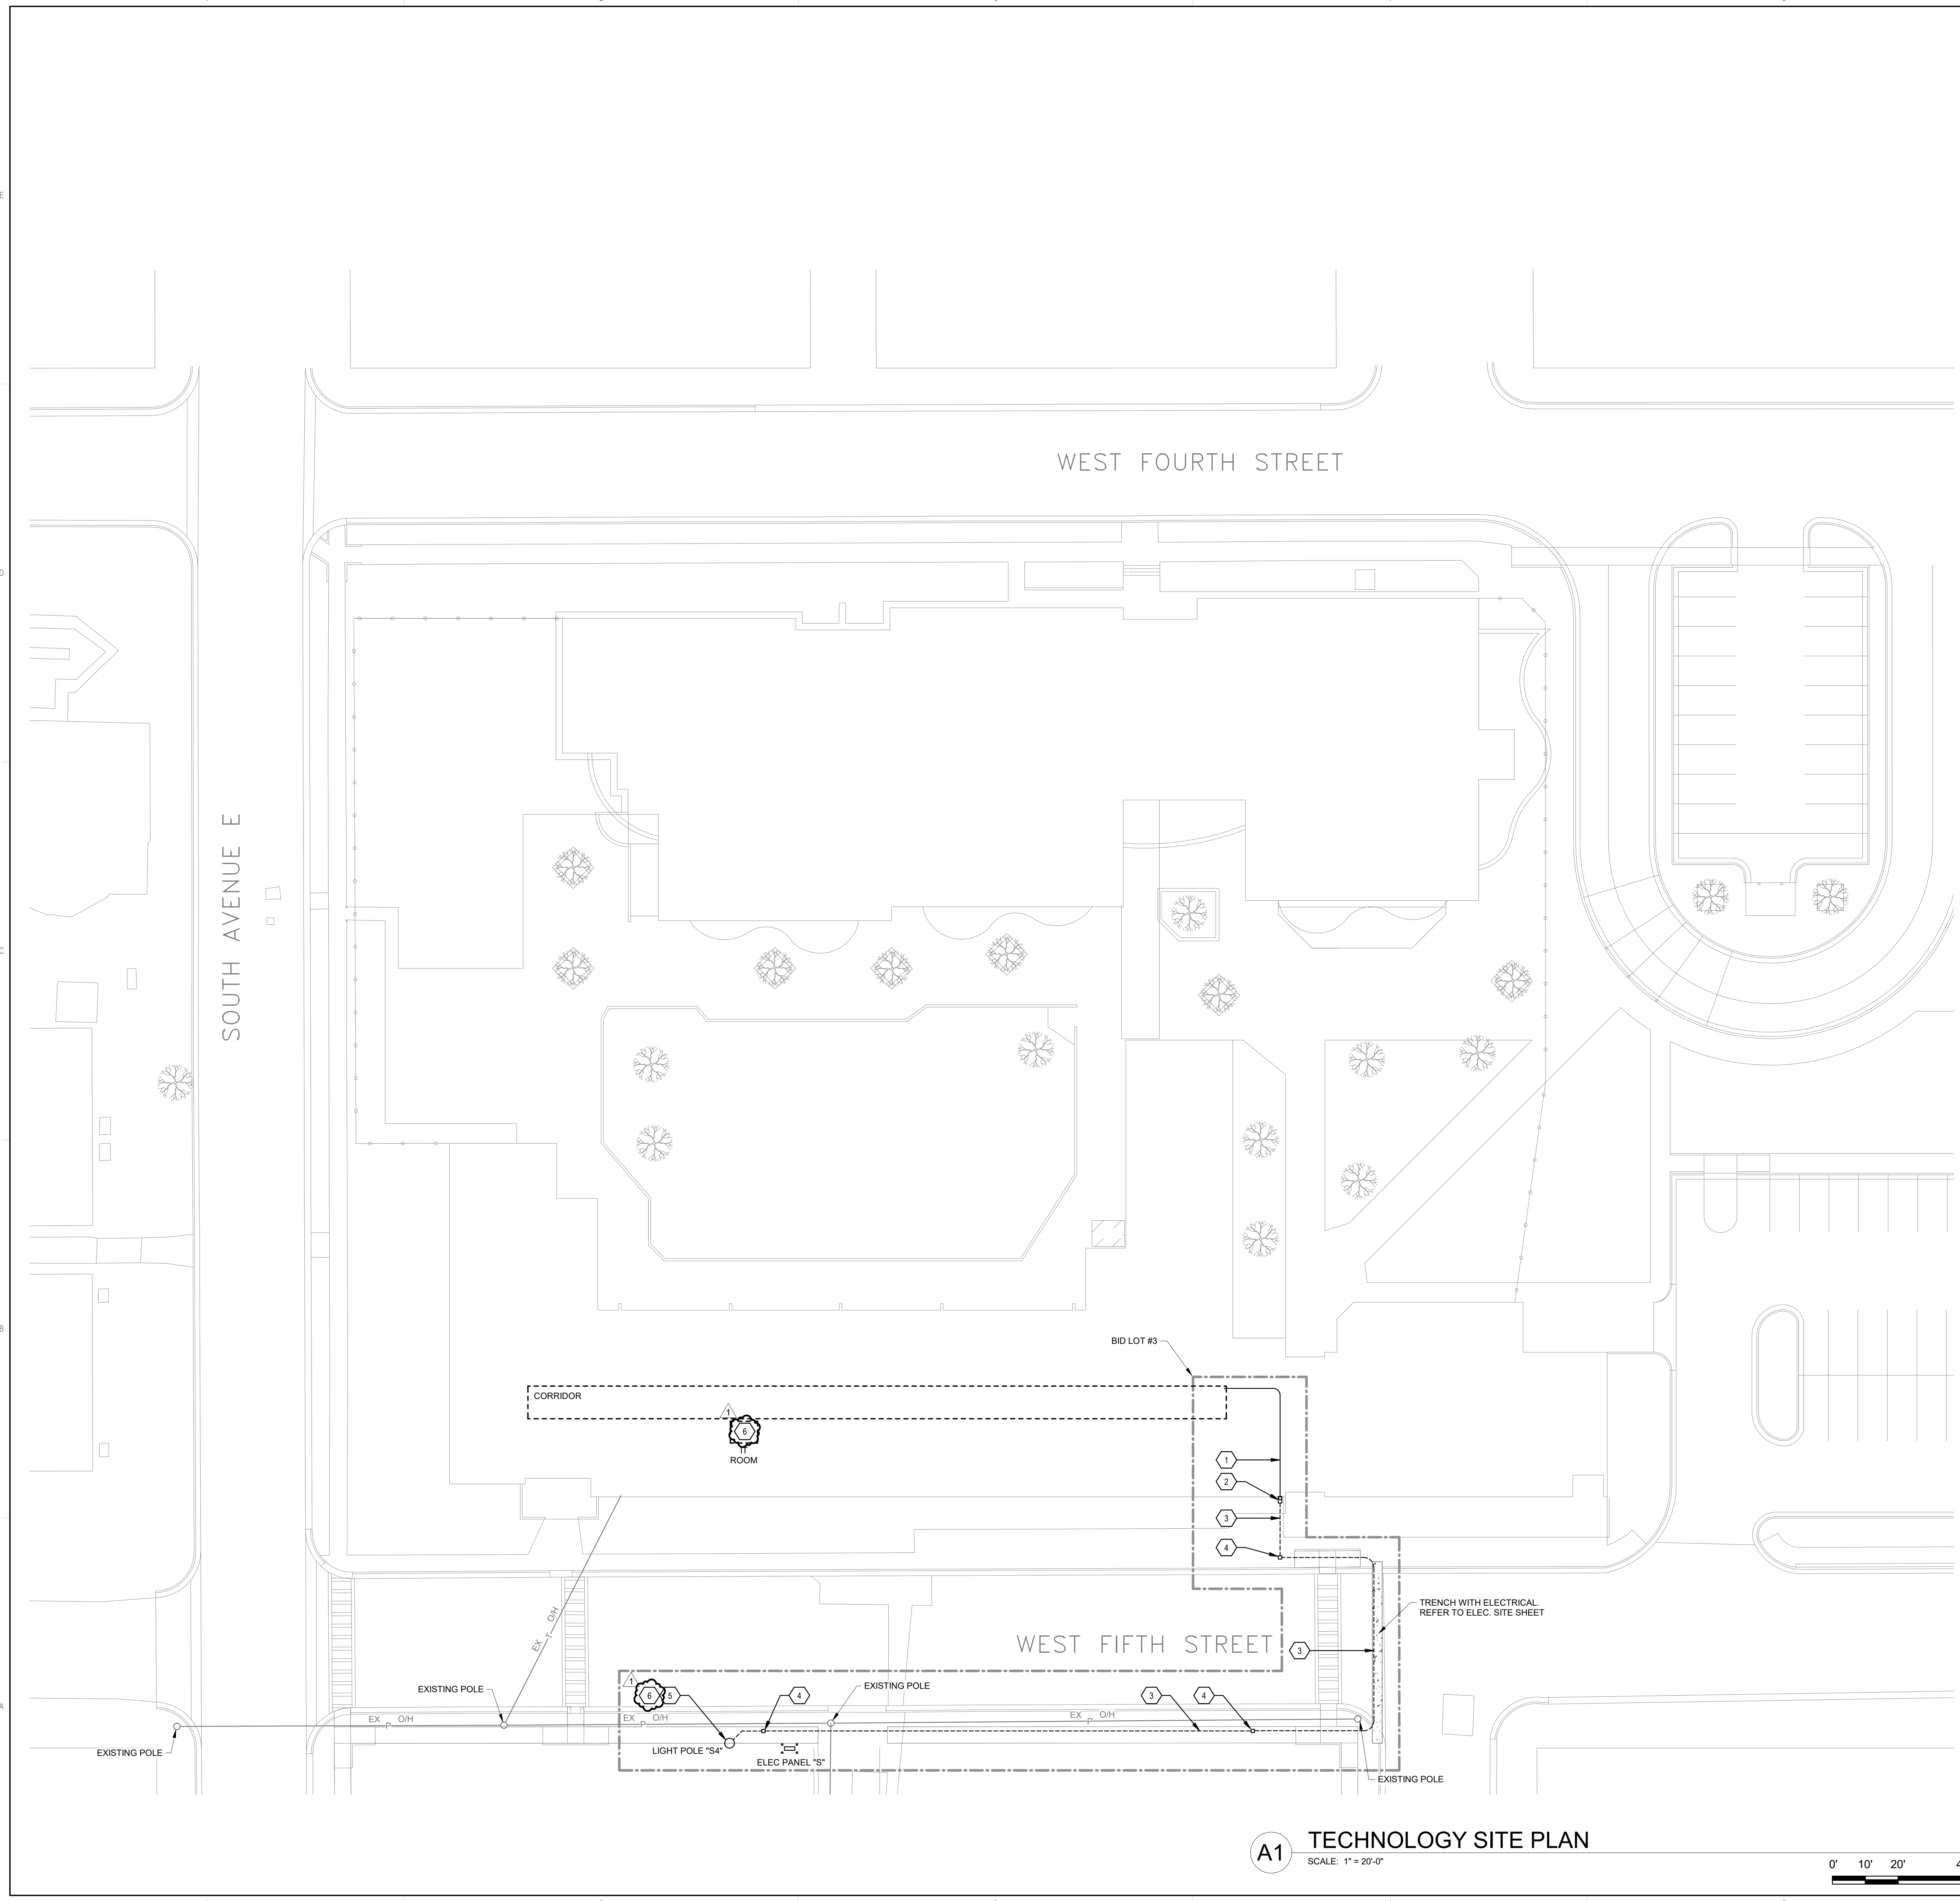 E
WEST FOURTH STREET
D
SOUTH AVENUE E
C
B
BID LOT #3
CORRIDOR
1
6
ROOM
1
2
3
4
EX T O/H
TRENCH WITH ELECTRICAL.
REFER TO ELEC. SITE SHEET
WEST FIFTH STREET
3
A
1
6
5
4
EXISTING POLE
EXISTING POLE
3
4
EX P O/H
EX P O/H
EX P O/H
EXISTING POLE
LIGHT POLE "S4"
ELEC PANEL "S"
EXISTING POLE
A1
TECHNOLOGY SITE PLAN
SCALE: 1" = 20'-0"
0' 10' 20' 4